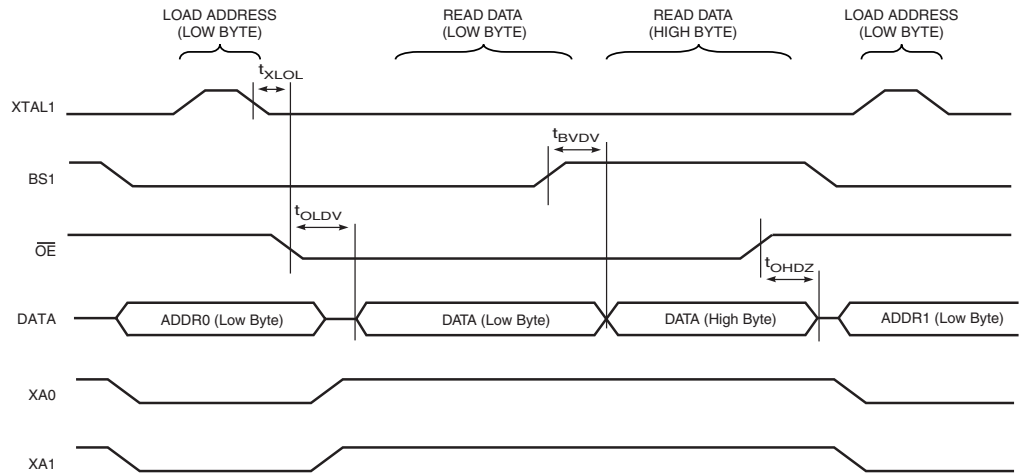 LOAD ADDRESS
(LOW BYTE)
READ DATA
(LOW BYTE)
READ DATA
(HIGH BYTE)
LOAD ADDRESS
(LOW BYTE)
tXLOL
XTAL1
tBVDV
BS1
tOLDV
OE
tOHDZ
DATA
ADDR0 (Low Byte)
DATA (Low Byte)
DATA (High Byte)
ADDR1 (Low Byte)
XA0
XA1